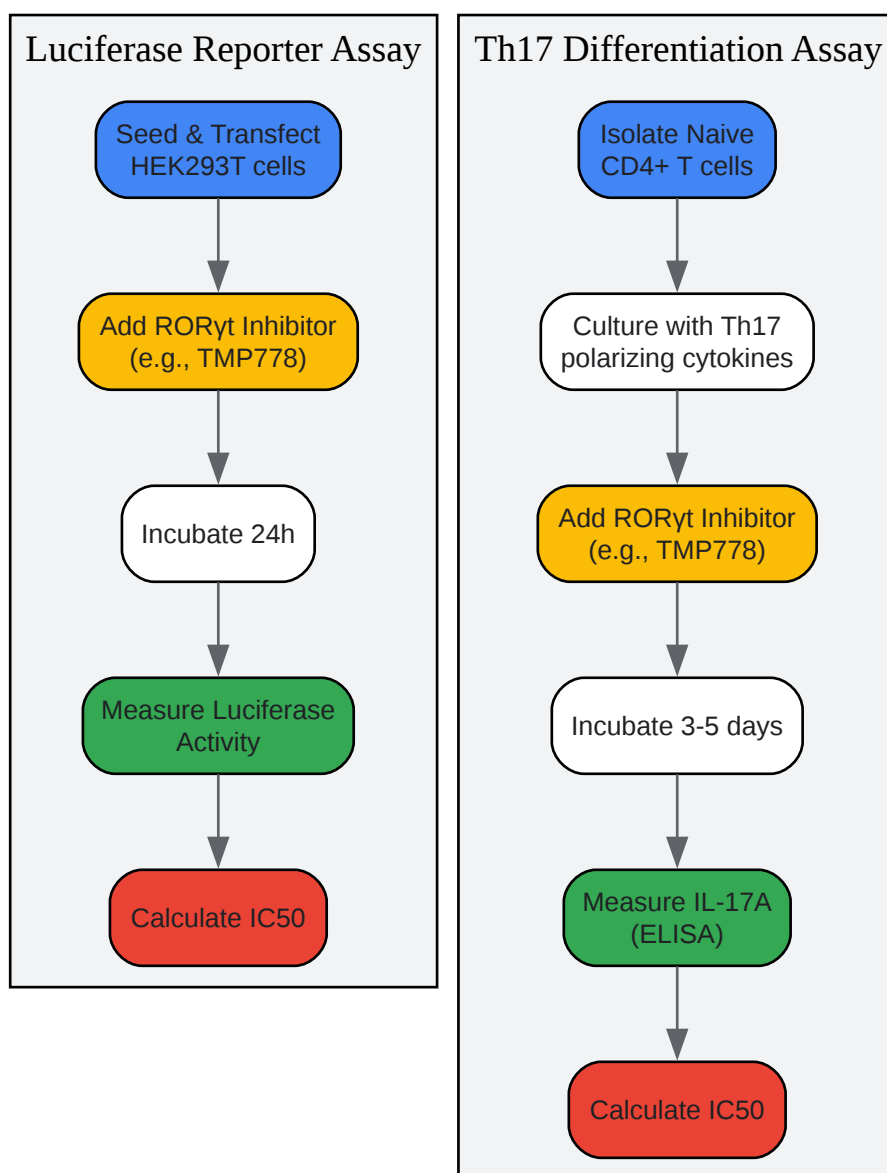 Luciferase Reporter Assay
Seed & Transfect
HEK293T cells
Add RORγt Inhibitor
(e.g., TMP778)
Incubate 24h
Measure Luciferase
Activity
Calculate IC50
Th17 Differentiation Assay
Isolate Naive
CD4+ T cells
Culture with Th17
polarizing cytokines
Add RORγt Inhibitor
(e.g., TMP778)
Incubate 3-5 days
Measure IL-17A
(ELISA)
Calculate IC50